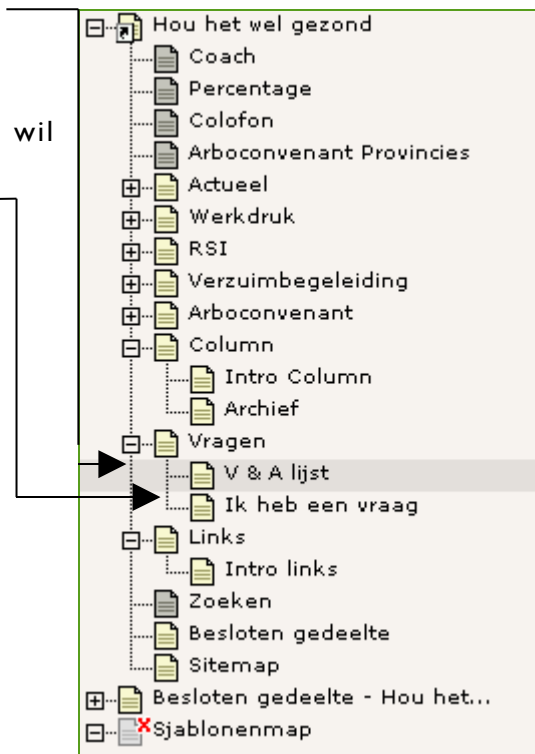 Hou het wel gezond
Coach
Percentage
Colofon
wil
Arboconvenant Provincies
Actueel
Werkdruk
RSI
Verzuimbegeleiding
Arboconvenant
Column
Intro Column
Archief
Vragen
V & A lijst
Ik heb een vraag
Links
Intro links
Zoeken
Besloten gedeelte
Sitemap
Besloten gedeelte - Hou het...
Sjablonenmap